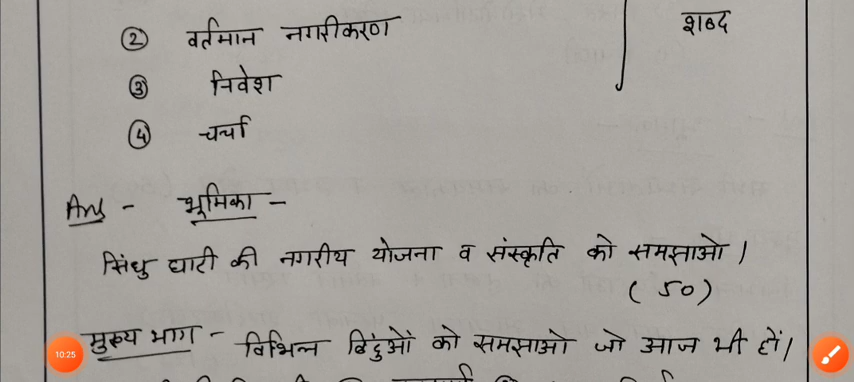 ② वर्तमान नगरीकरण
शब्द
③ निवेश
④ चर्चा
Ans - भूमिका -
सिंधु घाटी की नगरीय योजना व संस्कृति को समझाओ।
(50)
मुख्य भाग - विभिन्न बिंदुओं को समझाओ जो आज भी हों।
10:25